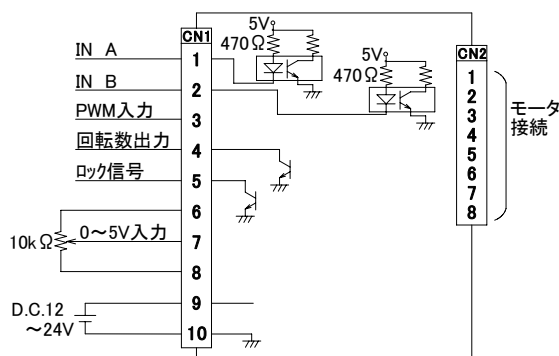 5V
470Ω
CN1
IN A
1
IN B
2
PWM入力
3
回転数出力
4
ロック信号
5
6
10kΩ
0～5V入力
7
8
D.C.12
～24V
9
10
5V
470Ω
CN2
1
2
3
4
5
6
7
8
モータ
接続